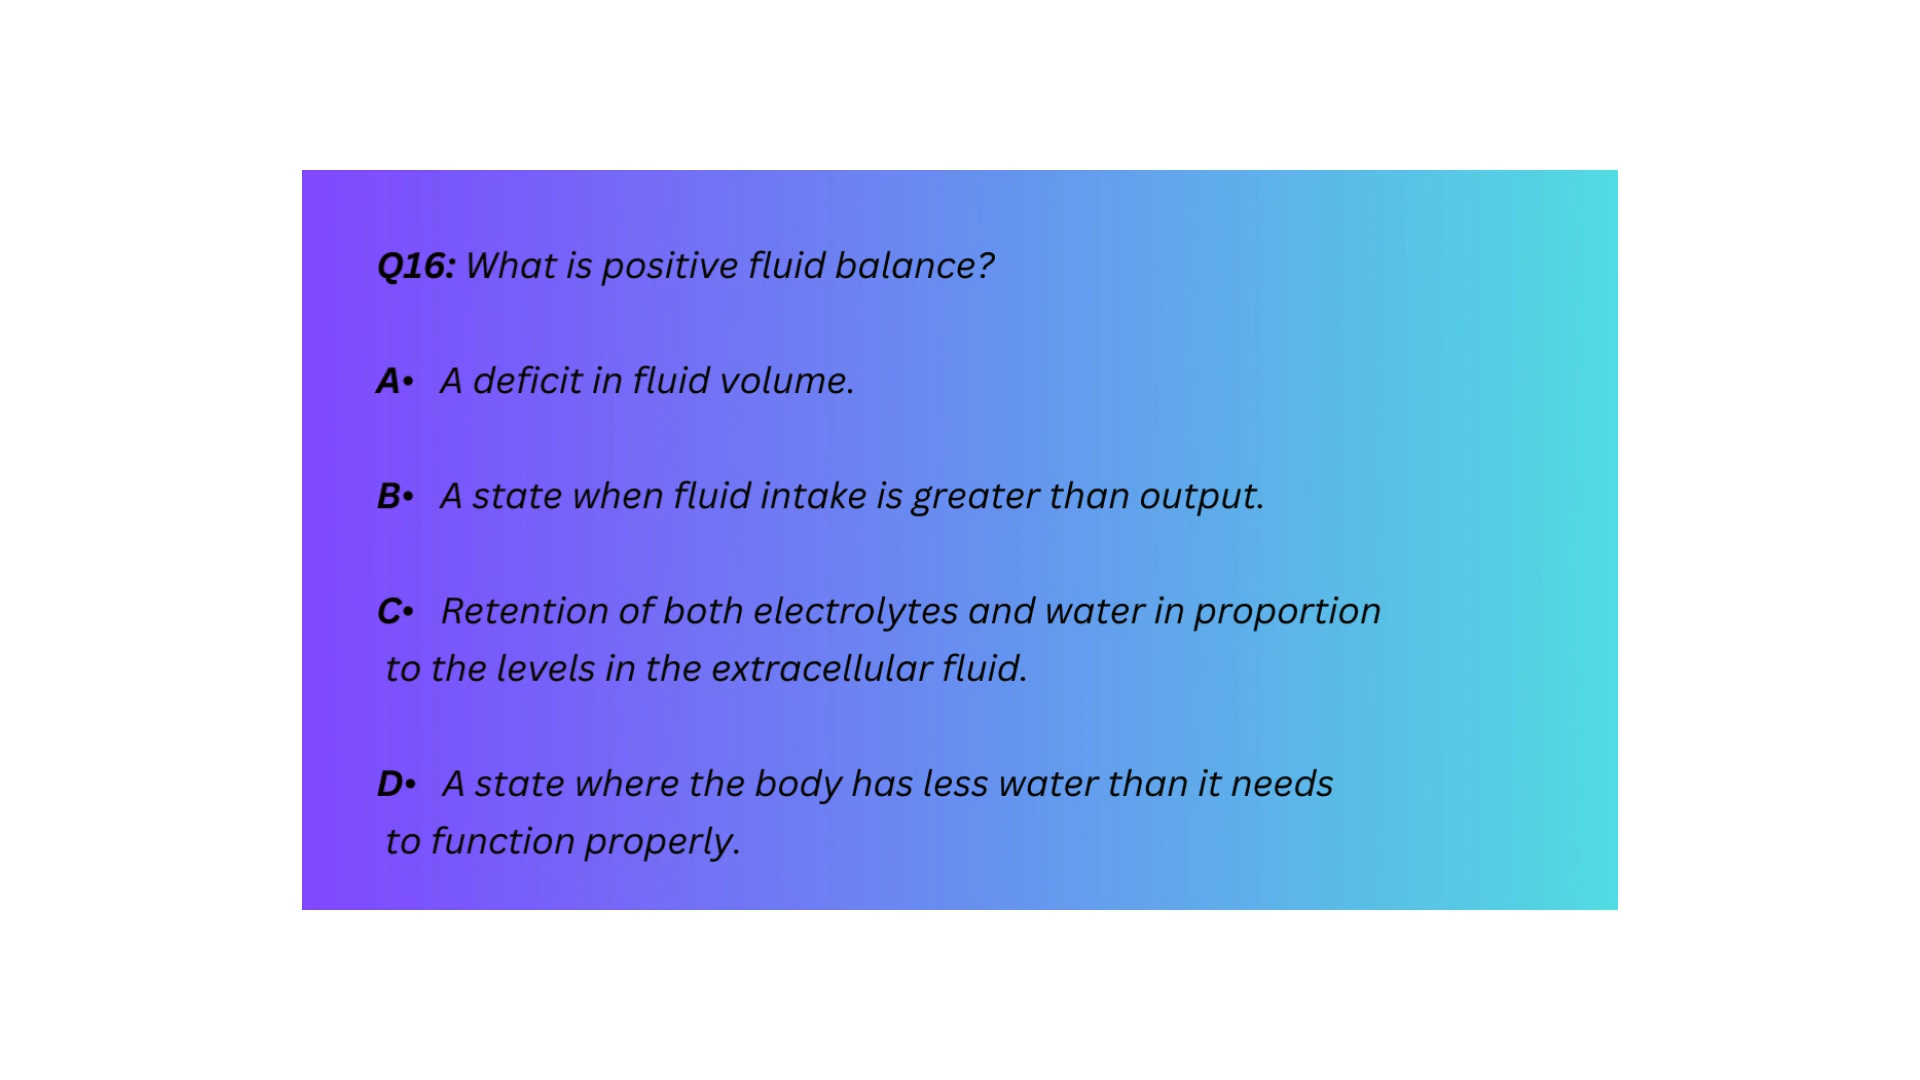 Q16: What is positive fluid balance?
A• A deficit in fluid volume.
B• A state when fluid intake is greater than output.
C• Retention of both electrolytes and water in proportion
to the levels in the extracellular fluid.
D• A state where the body has less water than it needs
to function properly.